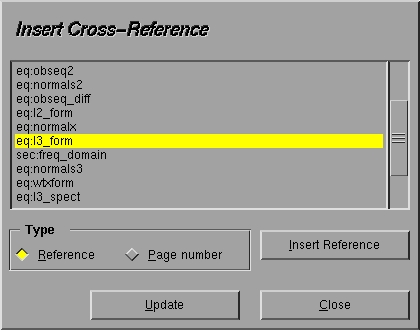 Insert Cross-Reference
eq:obseq2
eq:normals2
eq:obseq_diff
eq:l2_form
eq:normalx
eq:l3_form
sec:freq_domain
eq:normals3
eq:wtxform
eq:l3_spect
Type
Reference Page number
Insert Reference
Update Close